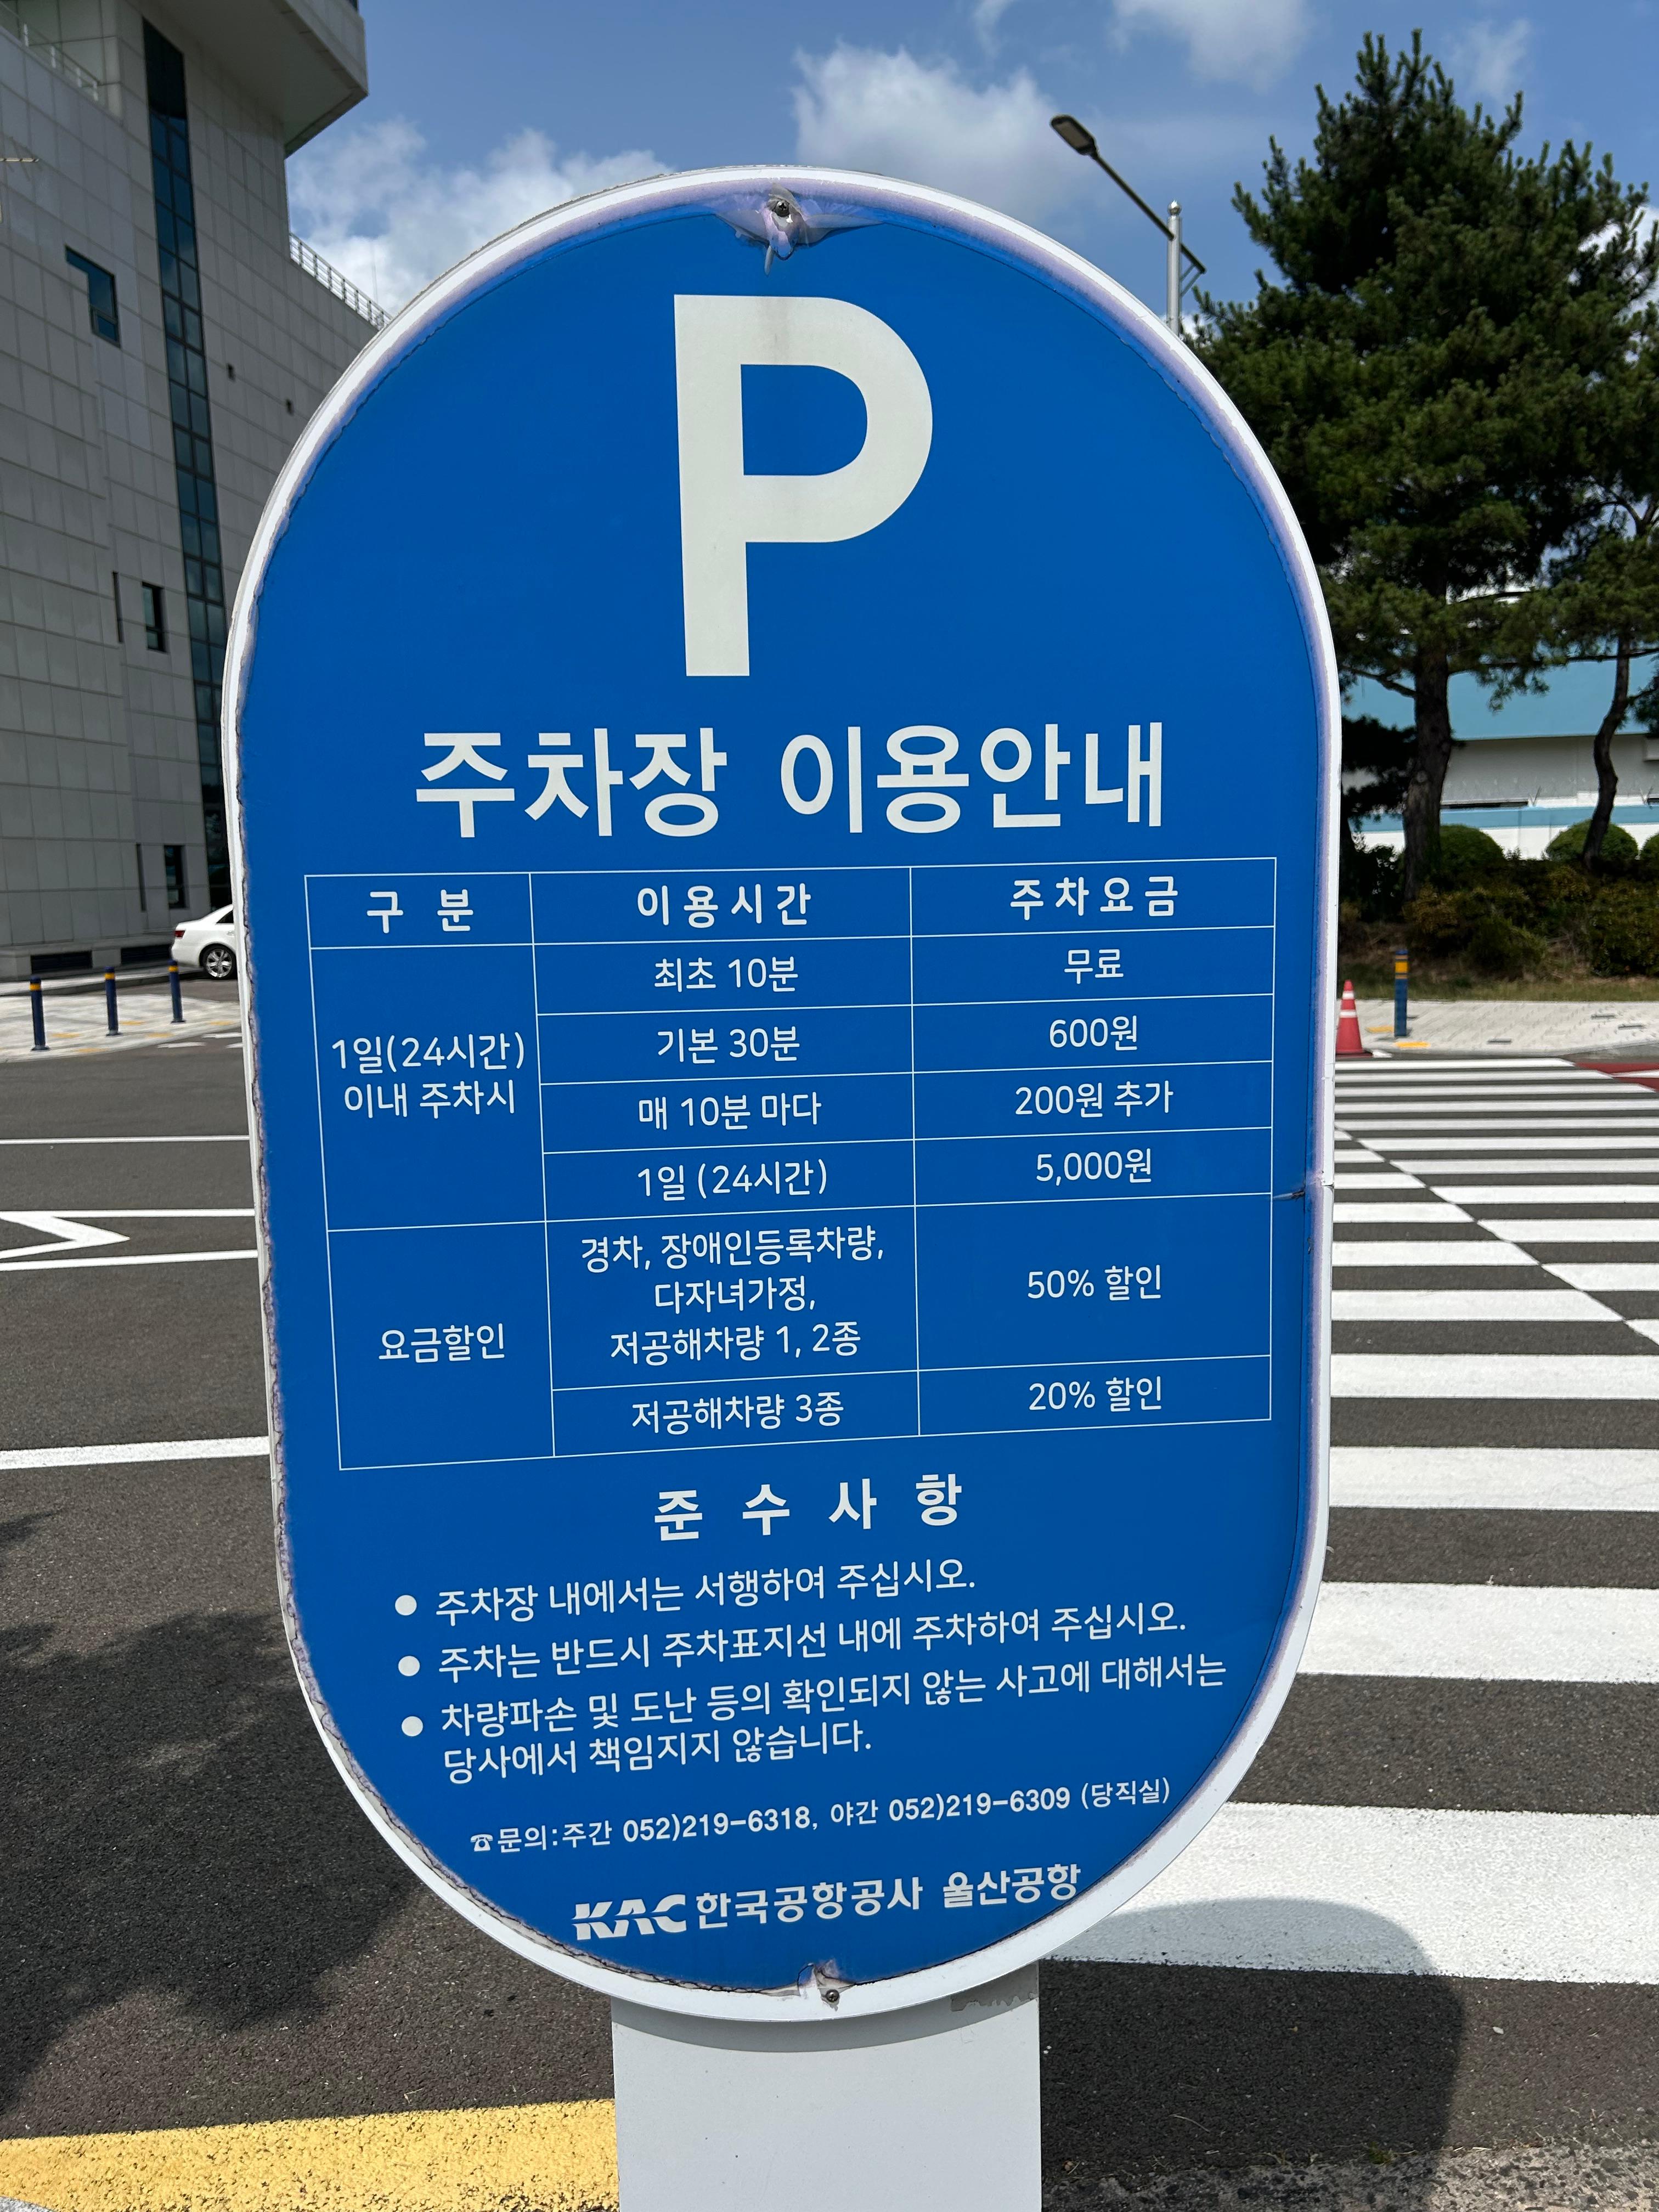 P
주차장 이용안내
구 분 이용시간 주차요금
1일(24시간)
이내 주차시
최초 10분 무료
기본 30분 600원
매 10분 마다 200원 추가
1일 (24시간) 5,000원
요금할인
경차, 장애인등록차량,
다자녀가정,
저공해차량 1, 2종
50% 할인
저공해차량 3종 20% 할인
준 수 사 항
● 주차장 내에서는 서행하여 주십시오.
● 주차는 반드시 주차표지선 내에 주차하여 주십시오.
● 차량파손 및 도난 등의 확인되지 않는 사고에 대해서는
당사에서 책임지지 않습니다.
☎문의:주간 052)219-6318, 야간 052)219-6309 (당직실)
KAC 한국공항공사 울산공항